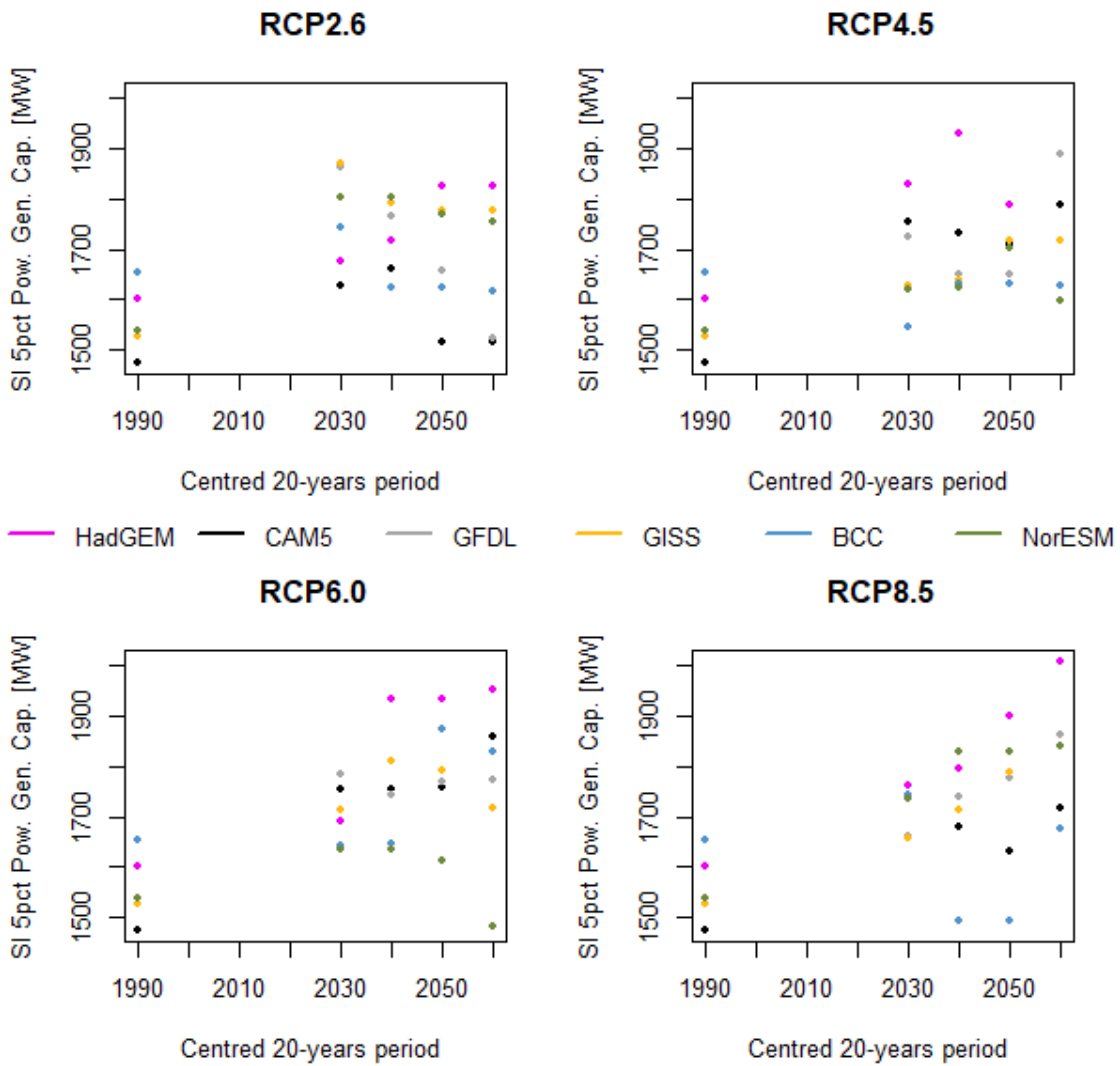 RCP2.6
RCP4.5
SI 5pct Pow. Gen. Cap. [MW]
1900
1700
1500
1990 2010 2030 2050
Centred 20-years period
SI 5pct Pow. Gen. Cap. [MW]
1900
1700
1500
1990 2010 2030 2050
Centred 20-years period
HadGEM CAM5 GFDL GISS BCC NorESM
RCP6.0
RCP8.5
SI 5pct Pow. Gen. Cap. [MW]
1900
1700
1500
1990 2010 2030 2050
Centred 20-years period
SI 5pct Pow. Gen. Cap. [MW]
1900
1700
1500
1990 2010 2030 2050
Centred 20-years period